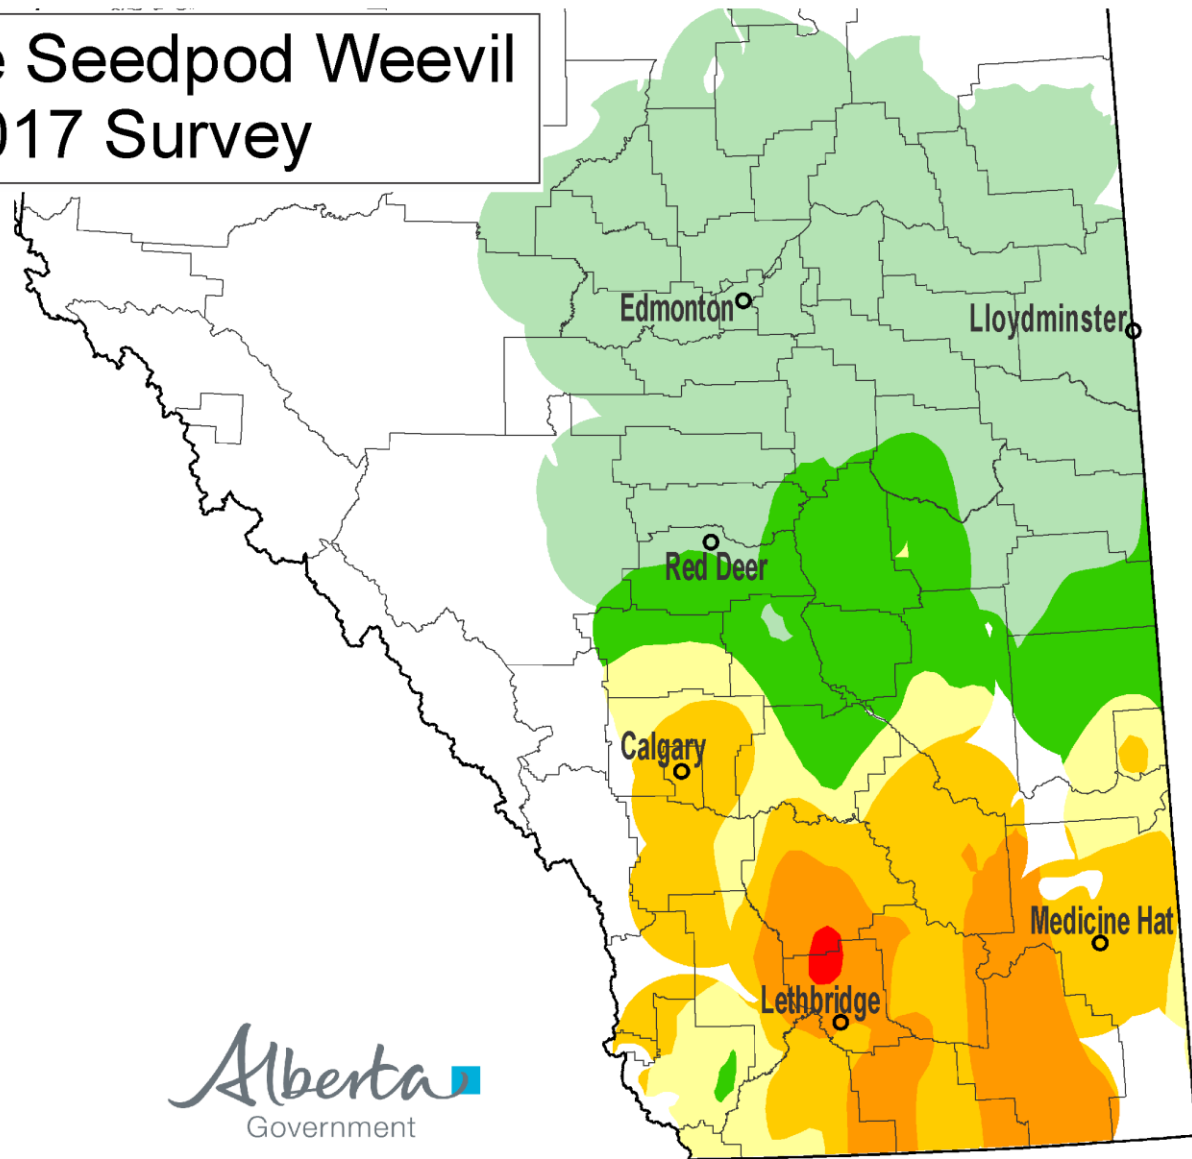 e Seedpod Weevil
017 Survey
Edmonton
Lloydminster
Red Deer
Calgary
Medicine Hat
Lethbridge
Alberta
Government